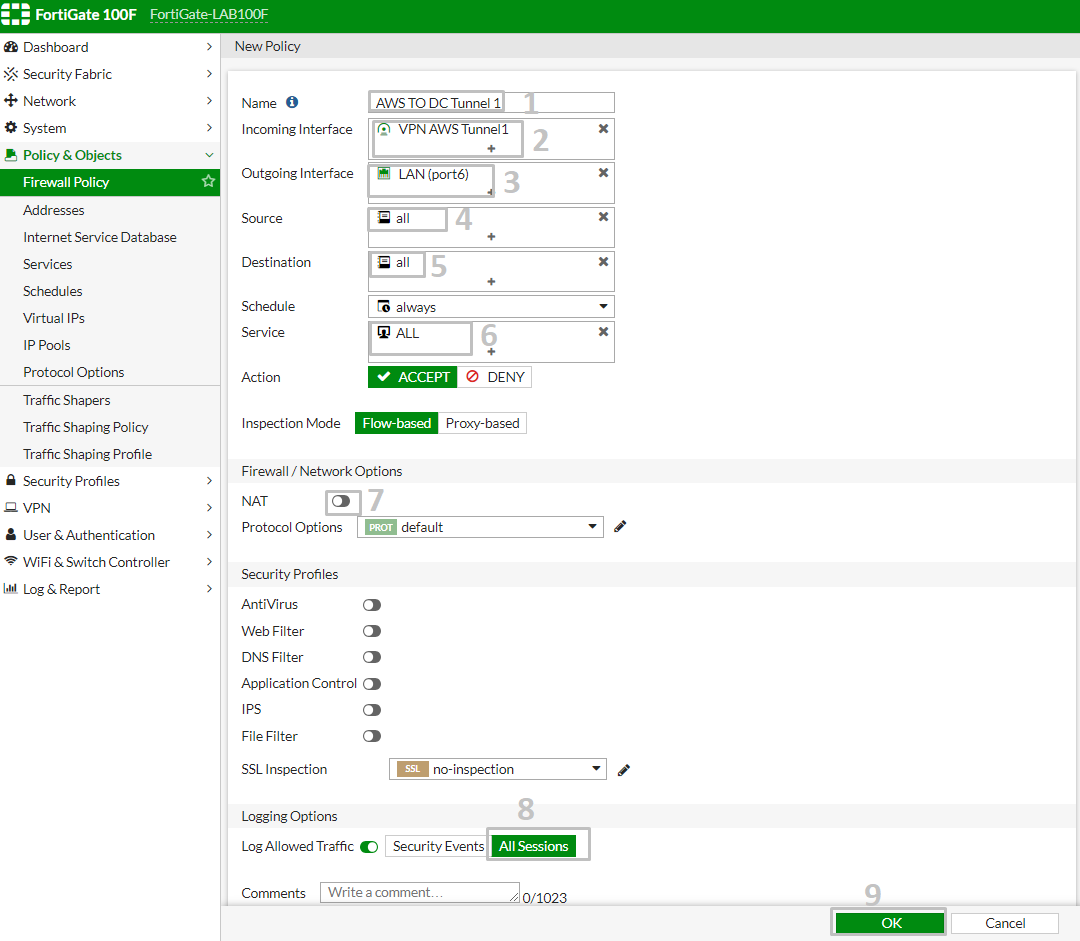 FortiGate 100F FortiGate-LAB100F
Dashboard
Security Fabric
Network
System
Policy & Objects
Firewall Policy
Addresses
Internet Service Database
Services
Schedules
Virtual IPs
IP Pools
Protocol Options
Traffic Shapers
Traffic Shaping Policy
Traffic Shaping Profile
Security Profiles
VPN
User & Authentication
WiFi & Switch Controller
Log & Report
New Policy
Name AWS TO DC Tunnel 1 1
Incoming Interface VPN AWS Tunnel1 2
Outgoing Interface LAN (port6) 3
Source all 4
Destination all 5
Schedule always
Service ALL 6
Action ACCEPT DENY
Inspection Mode Flow-based Proxy-based
Firewall / Network Options
NAT 7
Protocol Options PROT default
Security Profiles
AntiVirus
Web Filter
DNS Filter
Application Control
IPS
File Filter
SSL Inspection SSL no-inspection
8
Logging Options
Log Allowed Traffic Security Events All Sessions
Comments Write a comment... 0/1023
9
OK Cancel